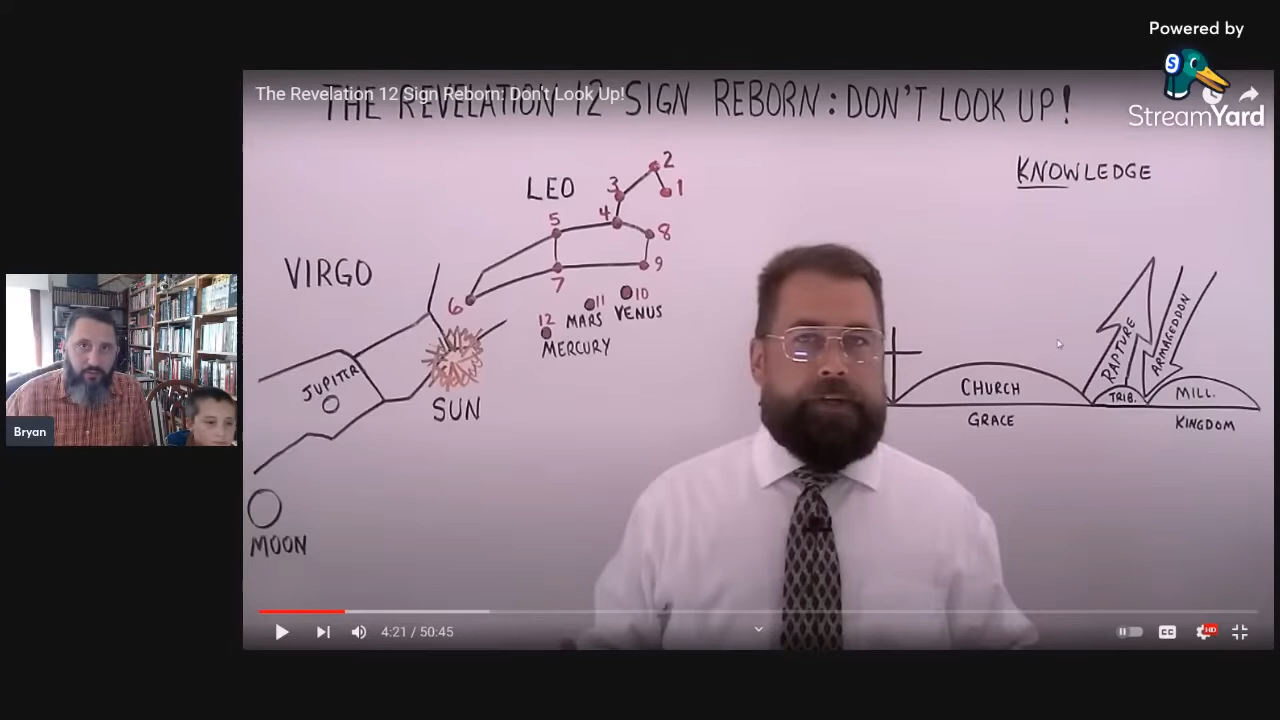 Powered by
StreamYard
The Revelation 12 Sign Reborn: Don't Look Up!
THE REVELATION 12 SIGN REBORN : DON'T LOOK UP!
KNOWLEDGE
LEO
3
2
1
4
5
8
9
7
6
VIRGO
10
11
12
VENUS
MARS
MERCURY
JUPITER
SUN
MOON
CHURCH
GRACE
RAPTURE
ARMAGEDDON
TRIB.
MILL.
KINGDOM
Bryan
4:21 / 50:45
CC
HD